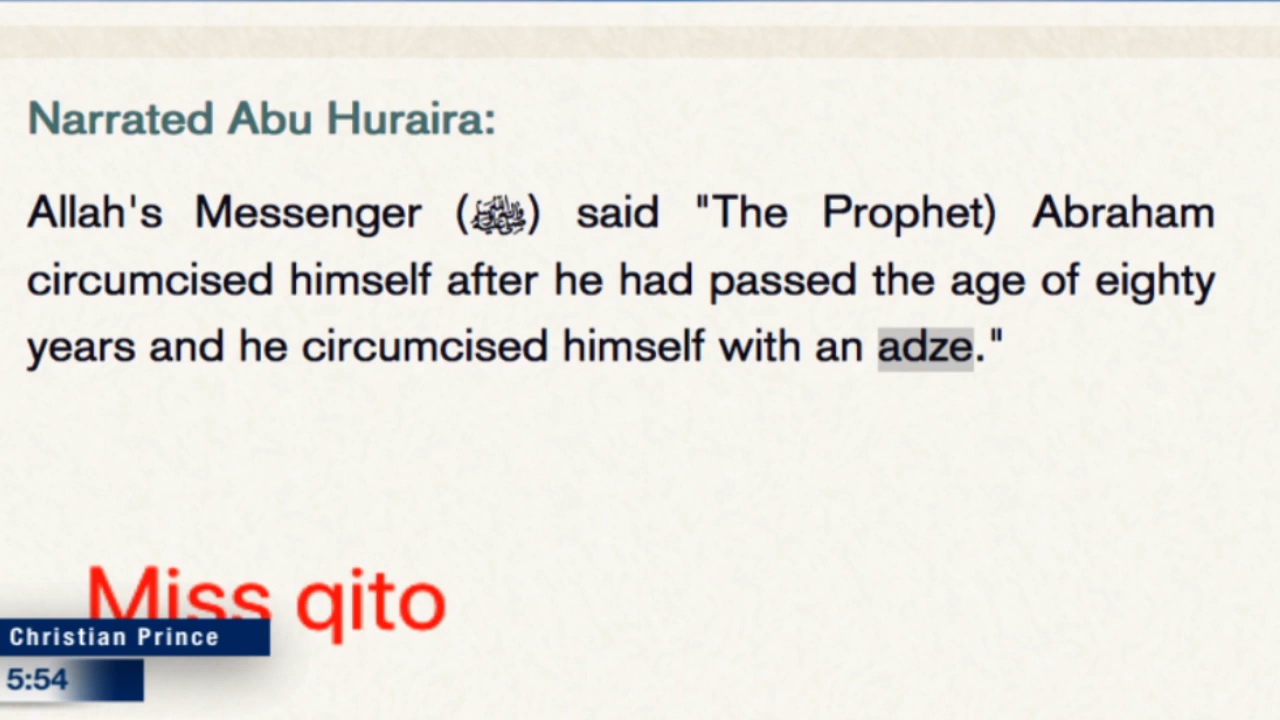 Narrated Abu Huraira:
Allah's Messenger (ﷺ) said "The Prophet) Abraham
circumcised himself after he had passed the age of eighty
years and he circumcised himself with an adze."
Miss qito
Christian Prince
5:54